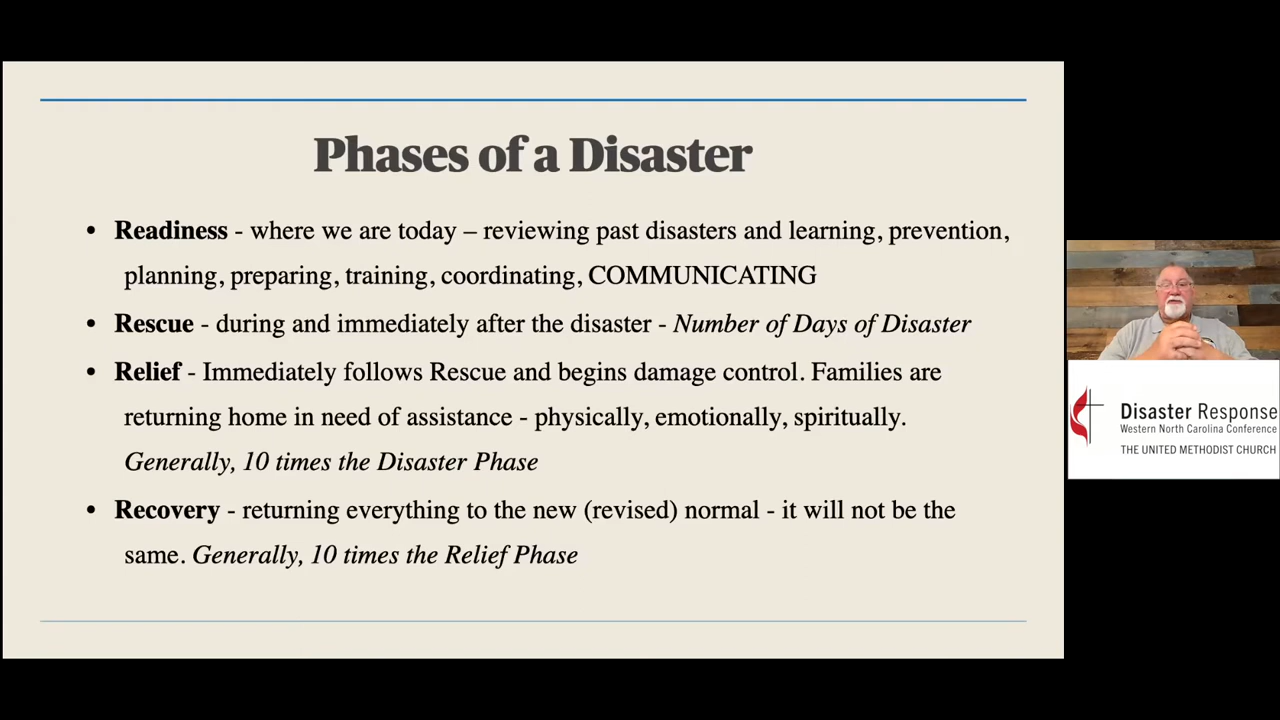 Phases of a Disaster
• Readiness - where we are today – reviewing past disasters and learning, prevention,
planning, preparing, training, coordinating, COMMUNICATING
• Rescue - during and immediately after the disaster - Number of Days of Disaster
• Relief - Immediately follows Rescue and begins damage control. Families are
returning home in need of assistance - physically, emotionally, spiritually.
Generally, 10 times the Disaster Phase
• Recovery - returning everything to the new (revised) normal - it will not be the
same. Generally, 10 times the Relief Phase
Disaster Response
Western North Carolina Conference
THE UNITED METHODIST CHURCH